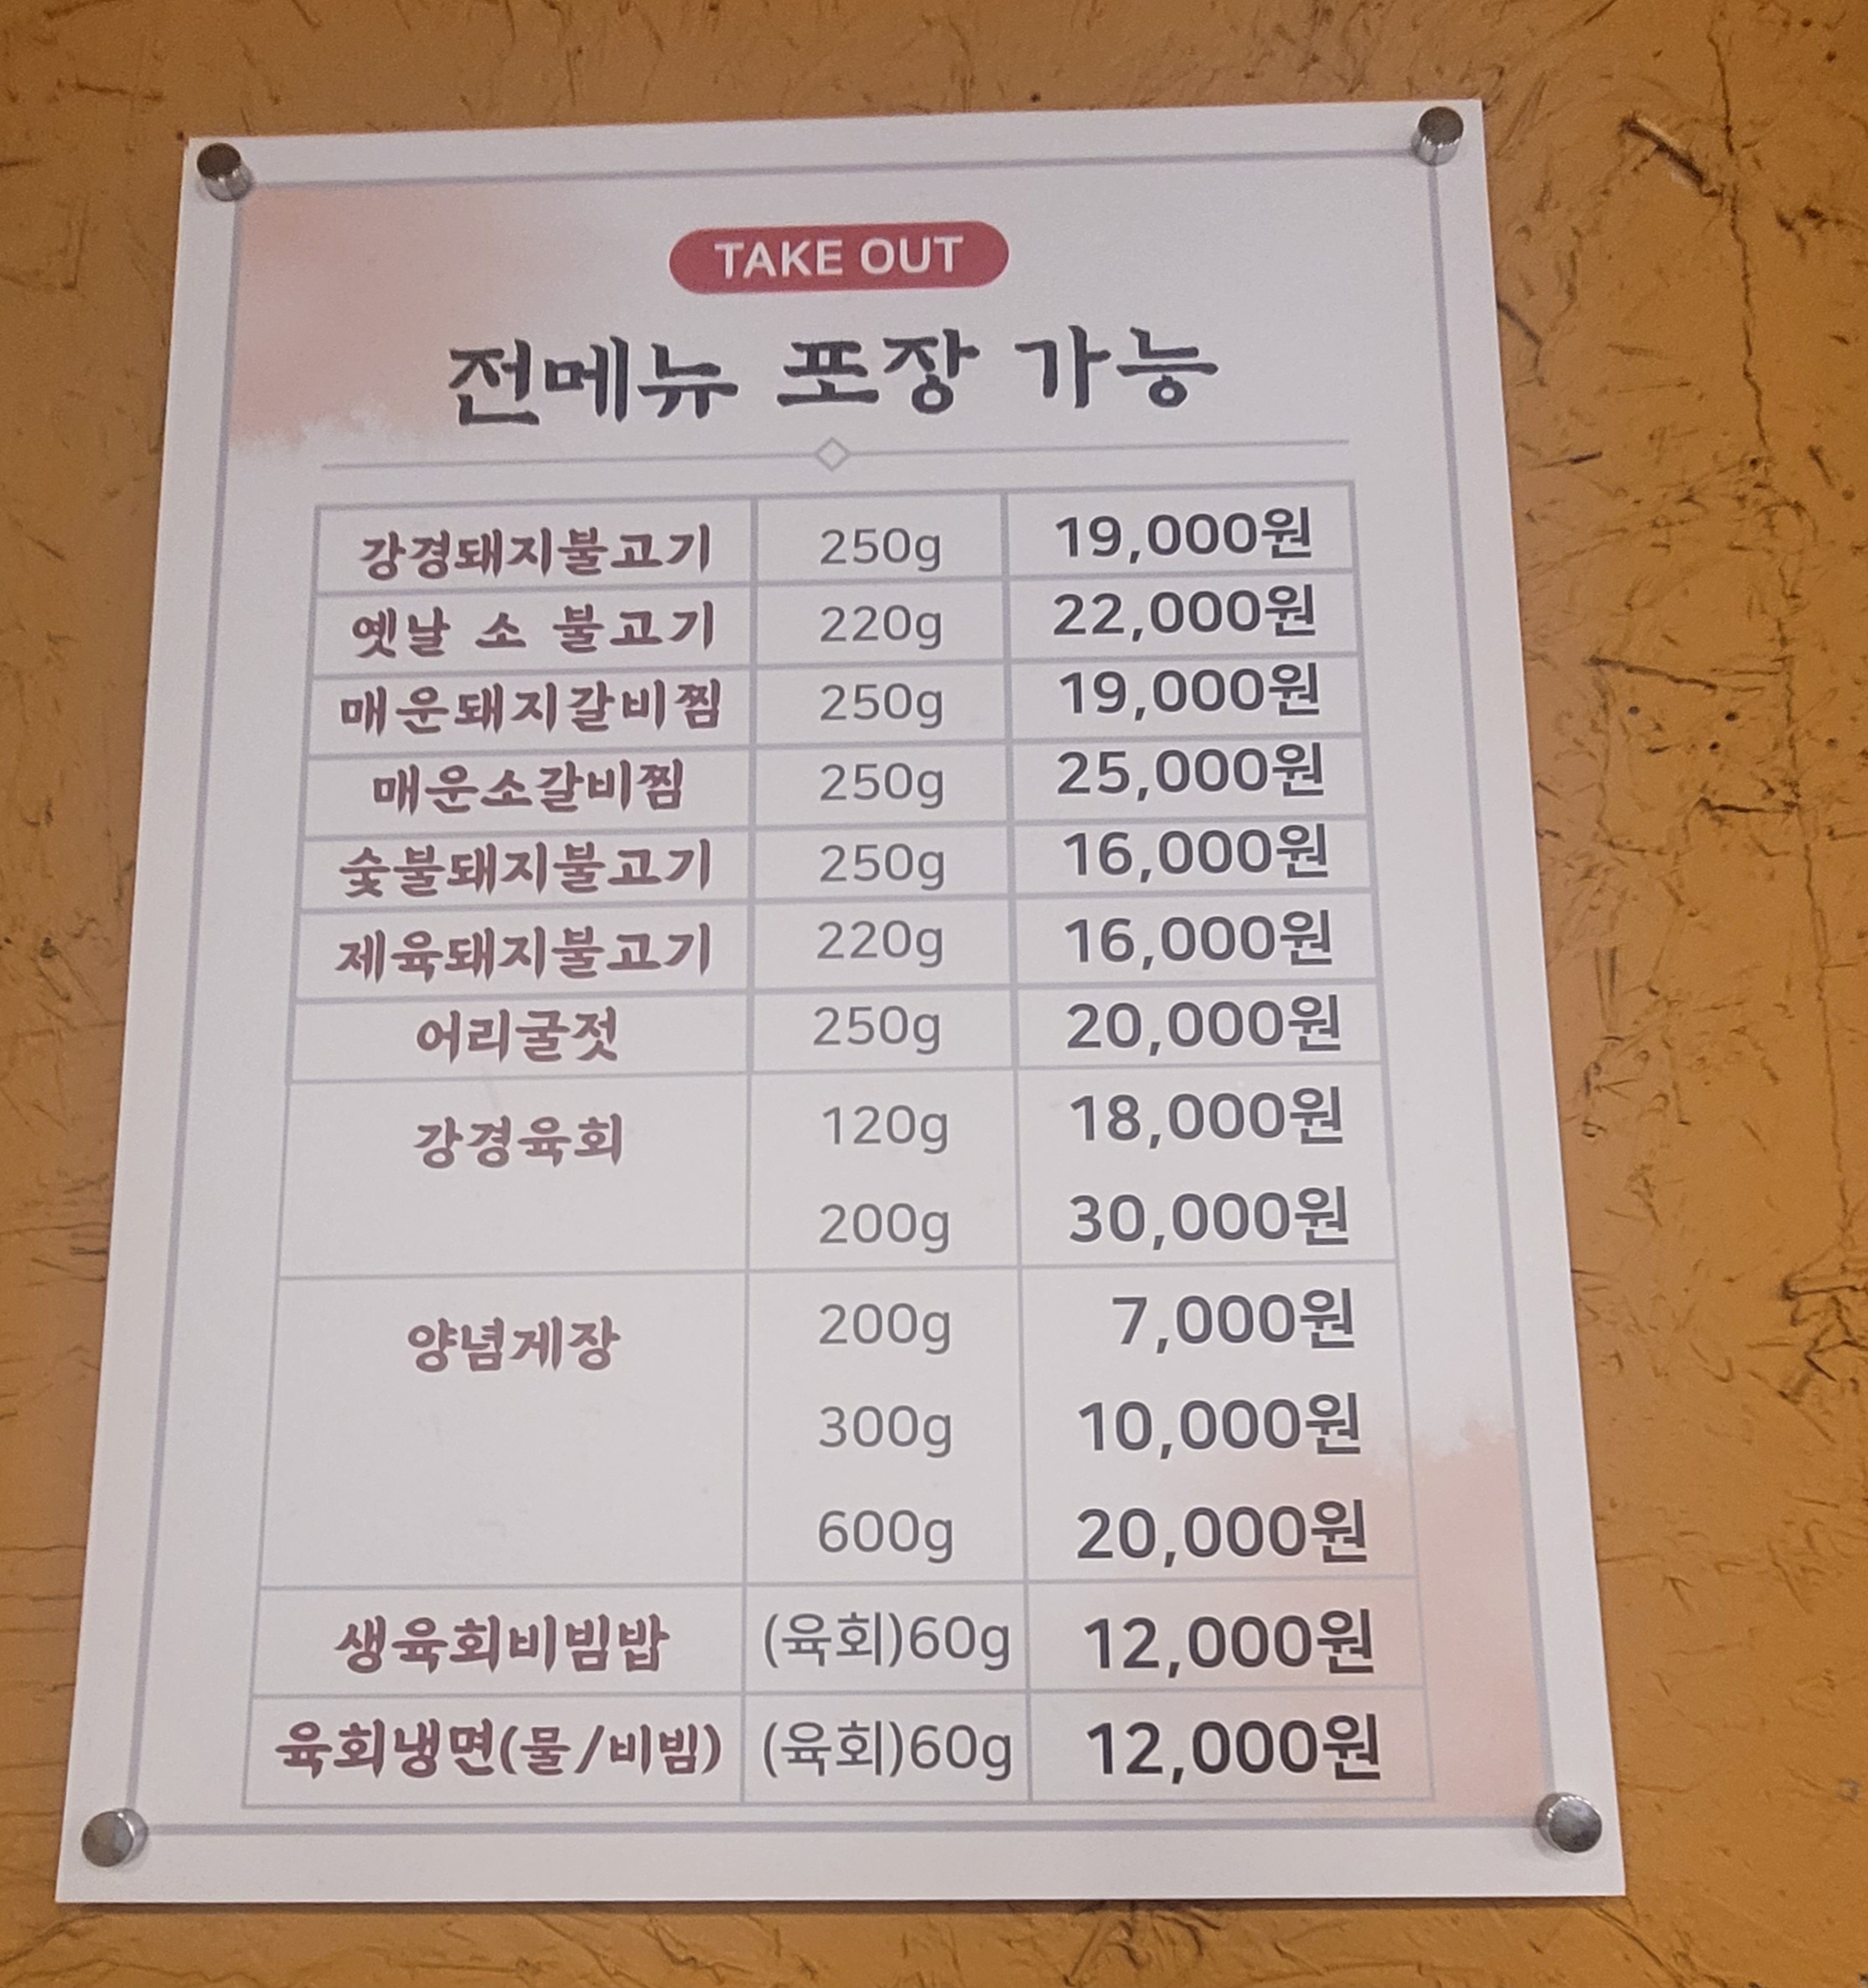 TAKE OUT
전메뉴 포장 가능
강경돼지불고기 250g 19,000원
옛날 소 불고기 220g 22,000원
매운돼지갈비찜 250g 19,000원
매운소갈비찜 250g 25,000원
숯불돼지불고기 250g 16,000원
제육돼지불고기 220g 16,000원
어리굴젓 250g 20,000원
강경육회 120g 18,000원
200g 30,000원
양념게장 200g 7,000원
300g 10,000원
600g 20,000원
생육회비빔밥 (육회)60g 12,000원
육회냉면(물/비빔) (육회)60g 12,000원